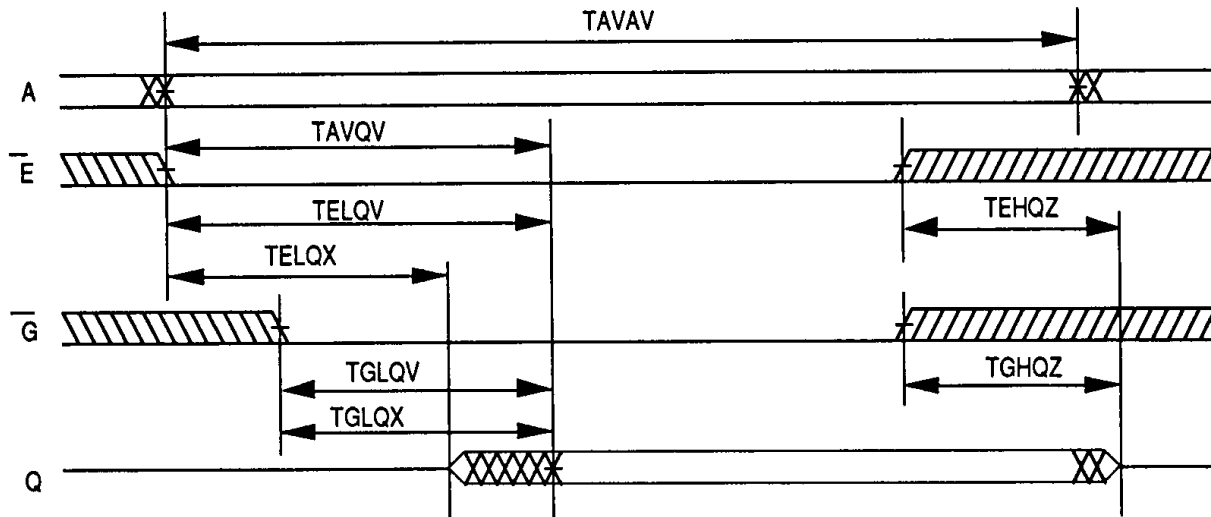 TAVAV
A
TAVQV
E̅
TELQV
TEHQZ
TELQX
G̅
TGLQV
TGHQZ
TGLQX
Q